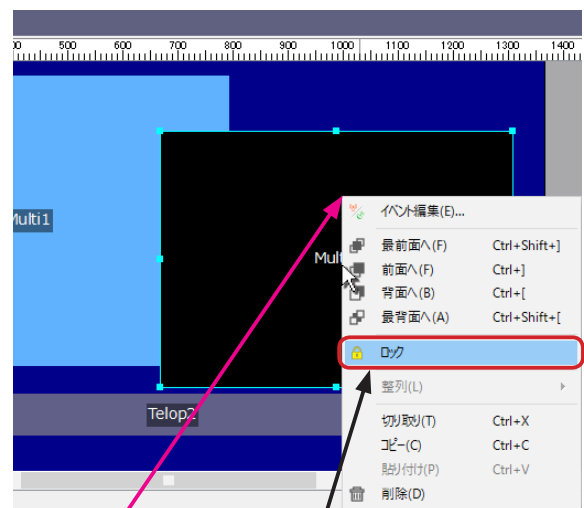 500 600 700 800 900 1000 1100 1200 1300 1400
Multi1
Telop2
イベント編集(E)...
最前面へ(F) Ctrl+Shift+]
前面へ(F) Ctrl+]
背面へ(B) Ctrl+[
最背面へ(A) Ctrl+Shift+[
ロック
整列(L)
切り取り(T) Ctrl+X
コピー(C) Ctrl+C
貼り付け(P) Ctrl+V
削除(D)